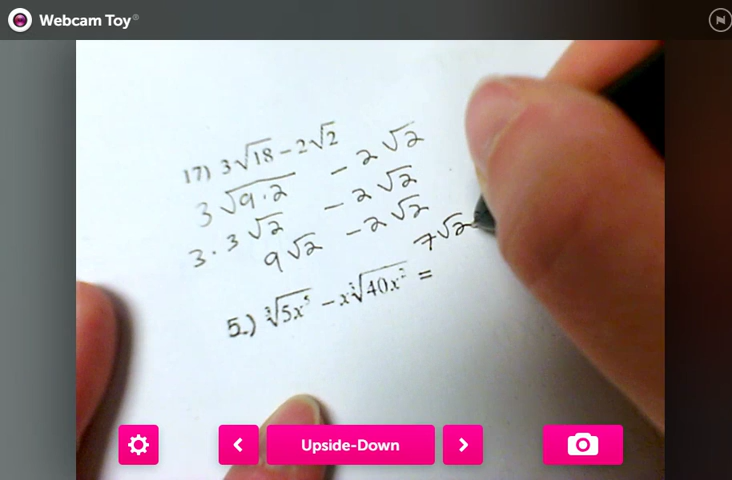 Webcam Toy
17) 3√18 − 2√2
3√9·2 − 2√2
3·3√2 − 2√2
9√2 − 2√2
7√2
5.) ∛5x⁵ − x∛40x² =
Upside-Down